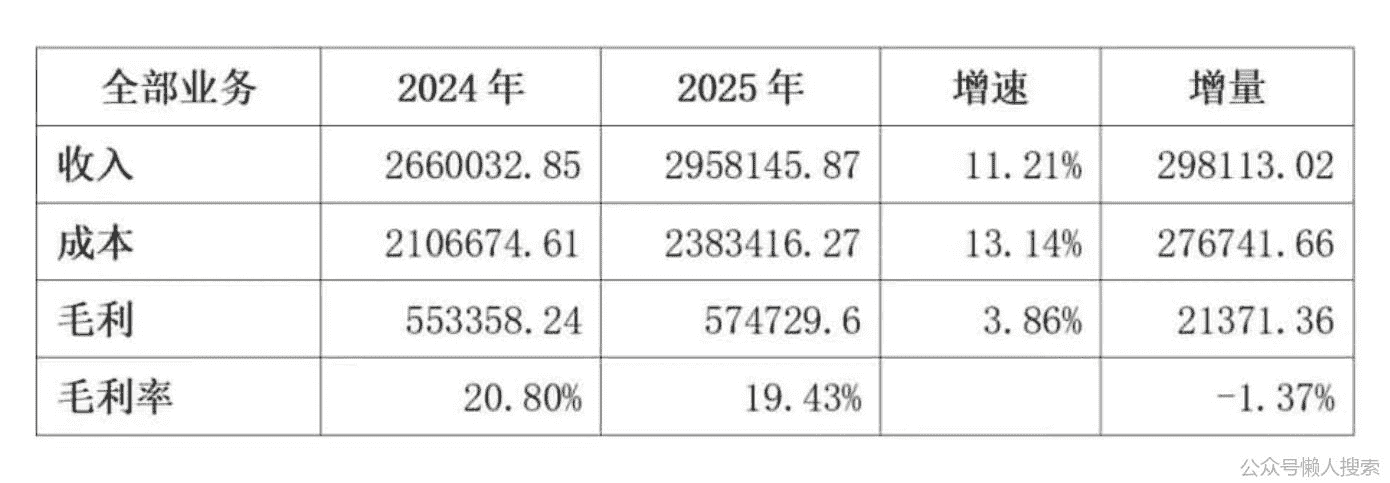 全部业务 2024年 2025年 增速 增量
收入 2660032.85 2958145.87 11.21% 298113.02
成本 2106674.61 2383416.27 13.14% 276741.66
毛利 553358.24 574729.6 3.86% 21371.36
毛利率 20.80% 19.43% -1.37%
公众号懒人搜索